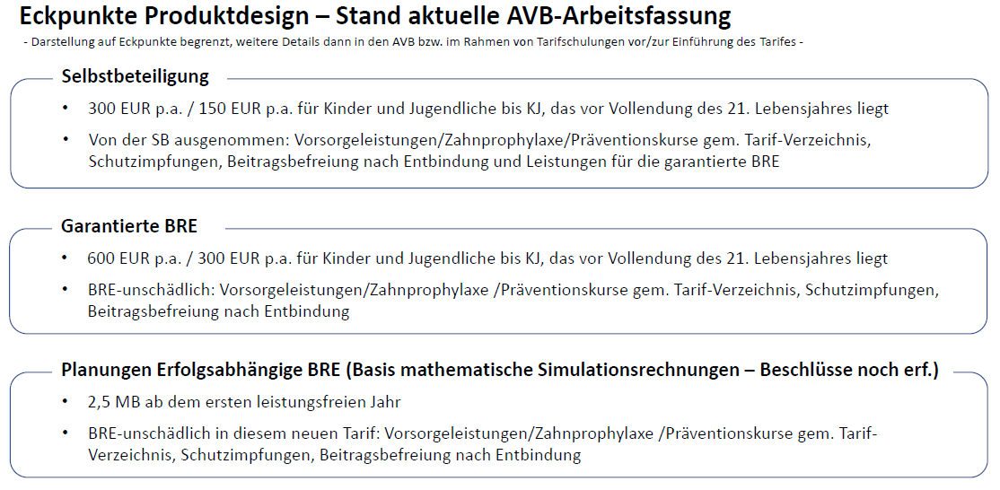 Eckpunkte Produktdesign – Stand aktuelle AVB-Arbeitsfassung
- Darstellung auf Eckpunkte begrenzt, weitere Details dann in den AVB bzw. im Rahmen von Tarifschulungen vor/zur Einführung des Tarifes -
Selbstbeteiligung
• 300 EUR p.a. / 150 EUR p.a. für Kinder und Jugendliche bis KJ, das vor Vollendung des 21. Lebensjahres liegt
• Von der SB ausgenommen: Vorsorgeleistungen/Zahnprophylaxe/Präventionskurse gem. Tarif-Verzeichnis,
Schutzimpfungen, Beitragsbefreiung nach Entbindung und Leistungen für die garantierte BRE
Garantierte BRE
• 600 EUR p.a. / 300 EUR p.a. für Kinder und Jugendliche bis KJ, das vor Vollendung des 21. Lebensjahres liegt
• BRE-unschädlich: Vorsorgeleistungen/Zahnprophylaxe /Präventionskurse gem. Tarif-Verzeichnis, Schutzimpfungen,
Beitragsbefreiung nach Entbindung
Planungen Erfolgsabhängige BRE (Basis mathematische Simulationsrechnungen – Beschlüsse noch erf.)
• 2,5 MB ab dem ersten leistungsfreien Jahr
• BRE-unschädlich in diesem neuen Tarif: Vorsorgeleistungen/Zahnprophylaxe /Präventionskurse gem. Tarif-
Verzeichnis, Schutzimpfungen, Beitragsbefreiung nach Entbindung